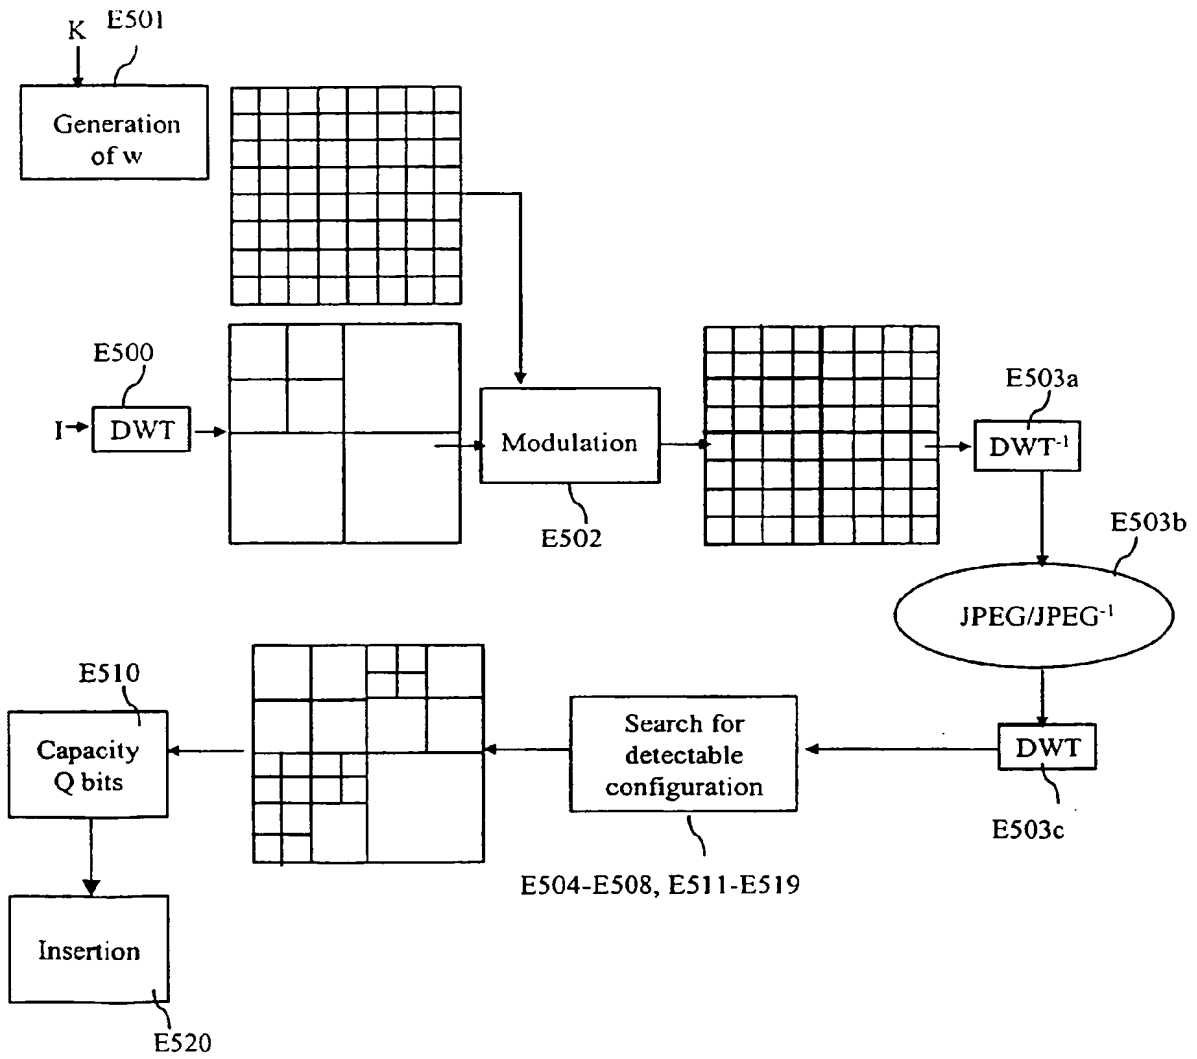 K
E501
Generation
of w
E500
I
DWT
Modulation
E502
E503a
DWT-1
E503b
JPEG/JPEG-1
DWT
E503c
Search for
detectable
configuration
E504-E508, E511-E519
E510
Capacity
Q bits
Insertion
E520